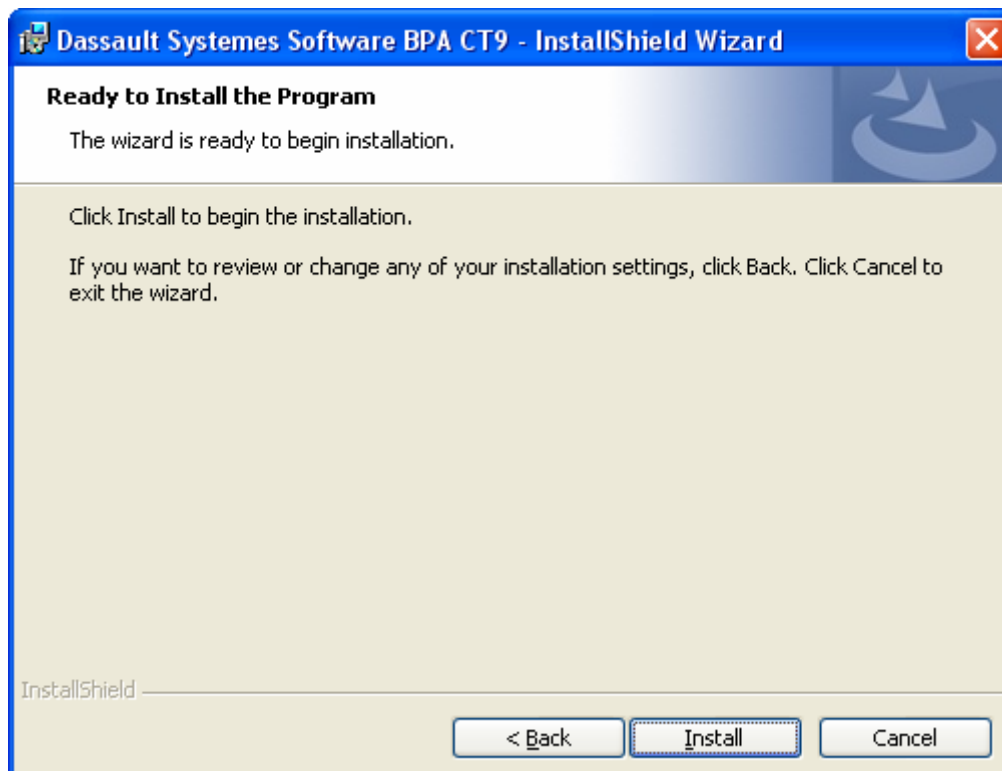 Dassault Systemes Software BPA CT9 - InstallShield Wizard
Ready to Install the Program
The wizard is ready to begin installation.
Click Install to begin the installation.
If you want to review or change any of your installation settings, click Back. Click Cancel to
exit the wizard.
InstallShield
< Back Install Cancel